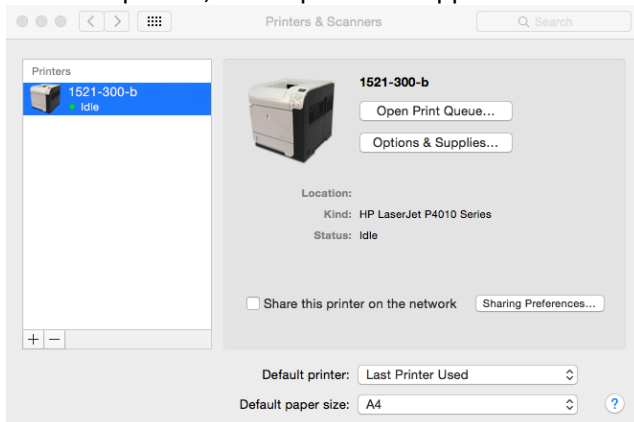 Printers & Scanners
Search
Printers
1521-300-b
Idle
1521-300-b
Open Print Queue...
Options & Supplies...
Location:
Kind: HP LaserJet P4010 Series
Status: Idle
Share this printer on the network
Sharing Preferences...
+ −
Default printer: Last Printer Used
Default paper size: A4
?